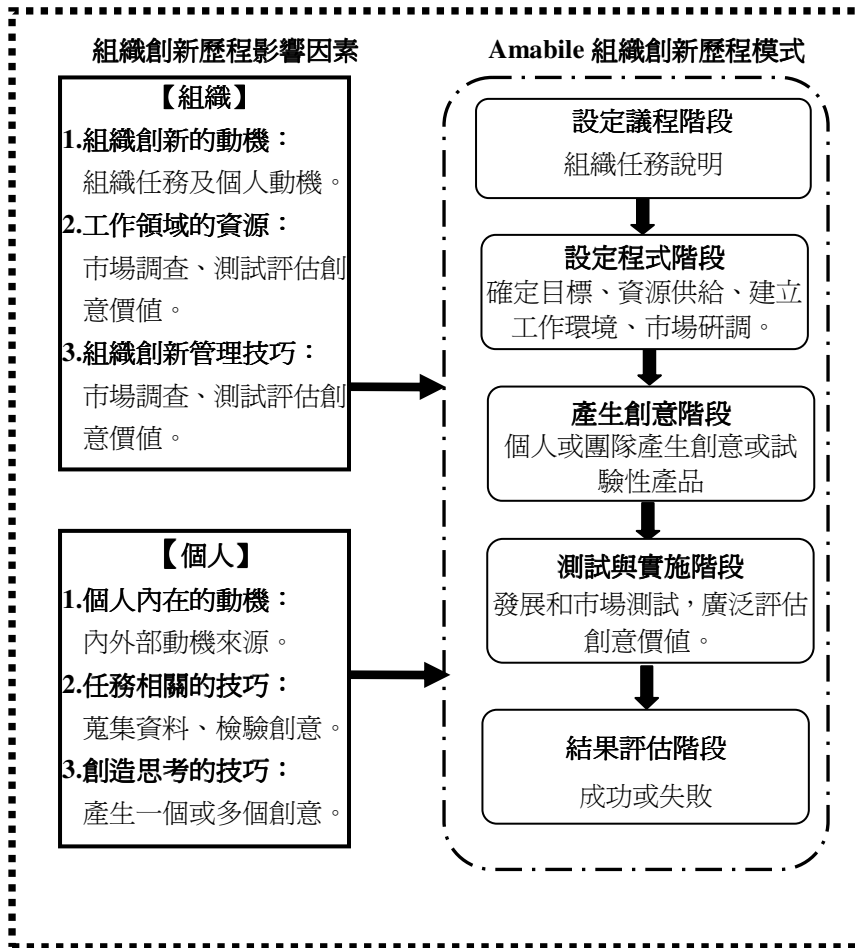 組織創新歷程影響因素
【組織】
1.組織創新的動機：
組織任務及個人動機。
2.工作領域的資源：
市場調查、測試評估創
意價值。
3.組織創新管理技巧：
市場調查、測試評估創
意價值。
【個人】
1.個人內在的動機：
內外部動機來源。
2.任務相關的技巧：
蒐集資料、檢驗創意。
3.創造思考的技巧：
產生一個或多個創意。
Amabile 組織創新歷程模式
設定議程階段
組織任務說明
設定程式階段
確定目標、資源供給、建立
工作環境、市場研調。
產生創意階段
個人或團隊產生創意或試
驗性產品
測試與實施階段
發展和市場測試，廣泛評估
創意價值。
結果評估階段
成功或失敗